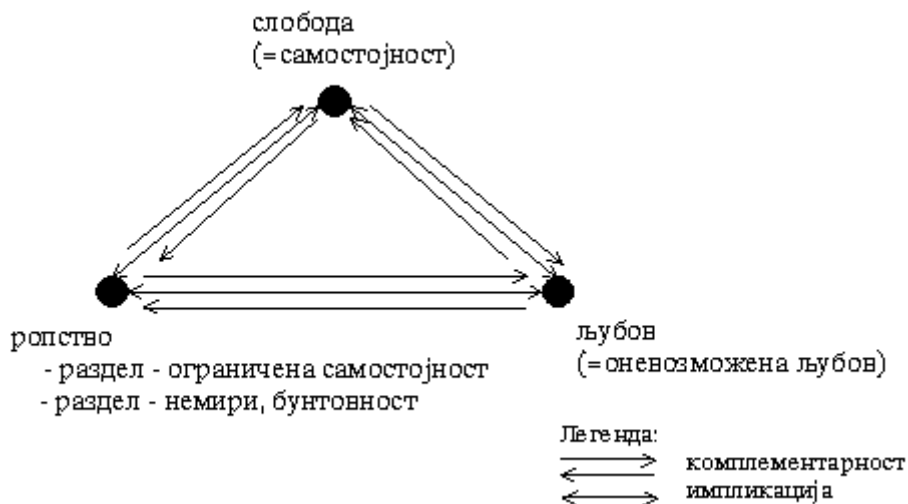 слобода
(=самостојност)
ропство
- раздел - ограничена самостојност
- раздел - немири, бунтовност
љубов
(=оневозможена љубов)
Легенда:
комплементарност
импликација